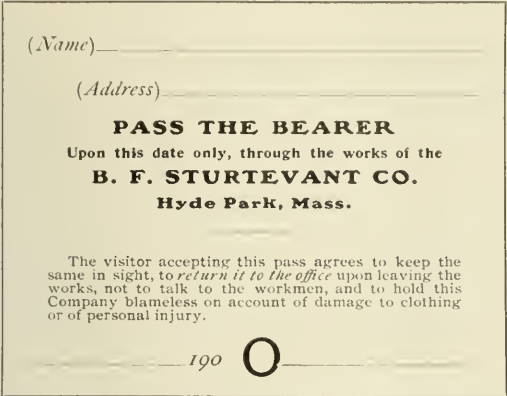 (Name)
(Address)
PASS THE BEARER
Upon this date only, through the works of the
B. F. STURTEVANT CO.
Hyde Park, Mass.
The visitor accepting this pass agrees to keep the
same in sight, to return it to the office upon leaving the
works, not to talk to the workmen, and to hold this
Company blameless on account of damage to clothing
or of personal injury.
190 O